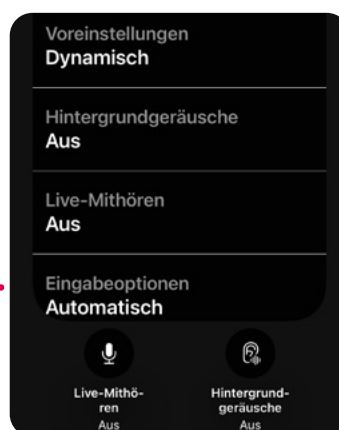 Voreinstellungen
Dynamisch
Hintergrundgeräusche
Aus
Live-Mithören
Aus
Eingabeoptionen
Automatisch
Live-Mithö-
ren
Aus
Hintergrund-
geräusche
Aus